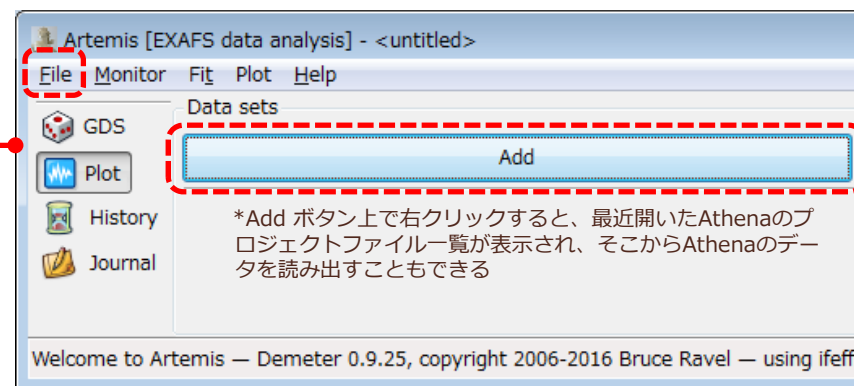 Artemis [EXAFS data analysis] - <untitled>
File Monitor Fit Plot Help
Data sets
GDS
Add
Plot
History
Journal
*Add ボタン上で右クリックすると、最近開いたAthenaのプ
ロジェクトファイル一覧が表示され、そこからAthenaのデー
タを読み出すこともできる
Welcome to Artemis — Demeter 0.9.25, copyright 2006-2016 Bruce Ravel — using ifeff